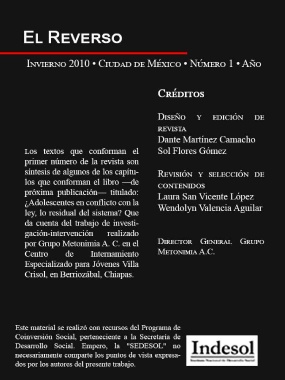 El Reverso
Invierno 2010 • Ciudad de México • Número 1 • Año
Créditos
Diseño y edición de
revista
Dante Martínez Camacho
Sol Flores Gómez
Revisión y selección de
contenidos
Laura San Vicente López
Wendolyn Valencia Aguilar
Director General Grupo
Metonimia A.C.
Los textos que conforman el
primer número de la revista son
síntesis de algunos de los capítu-
los que conforman el libro —de
próxima publicación— titulado:
¿Adolescentes en conflicto con la
ley, lo residual del sistema? Que
da cuenta del trabajo de investi-
gación-intervención realizado
por Grupo Metonimia A. C. en el
Centro de Internamiento
Especializado para Jóvenes Villa
Crisol, en Berriozábal, Chiapas.
Este material se realizó con recursos del Programa de
Coinversión Social, perteneciente a la Secretaría de
Desarrollo Social. Empero, la "SEDESOL" no
necesariamente comparte los puntos de vista expresa-
dos por los autores del presente trabajo.
Indesol
Instituto Nacional de Desarrollo Social